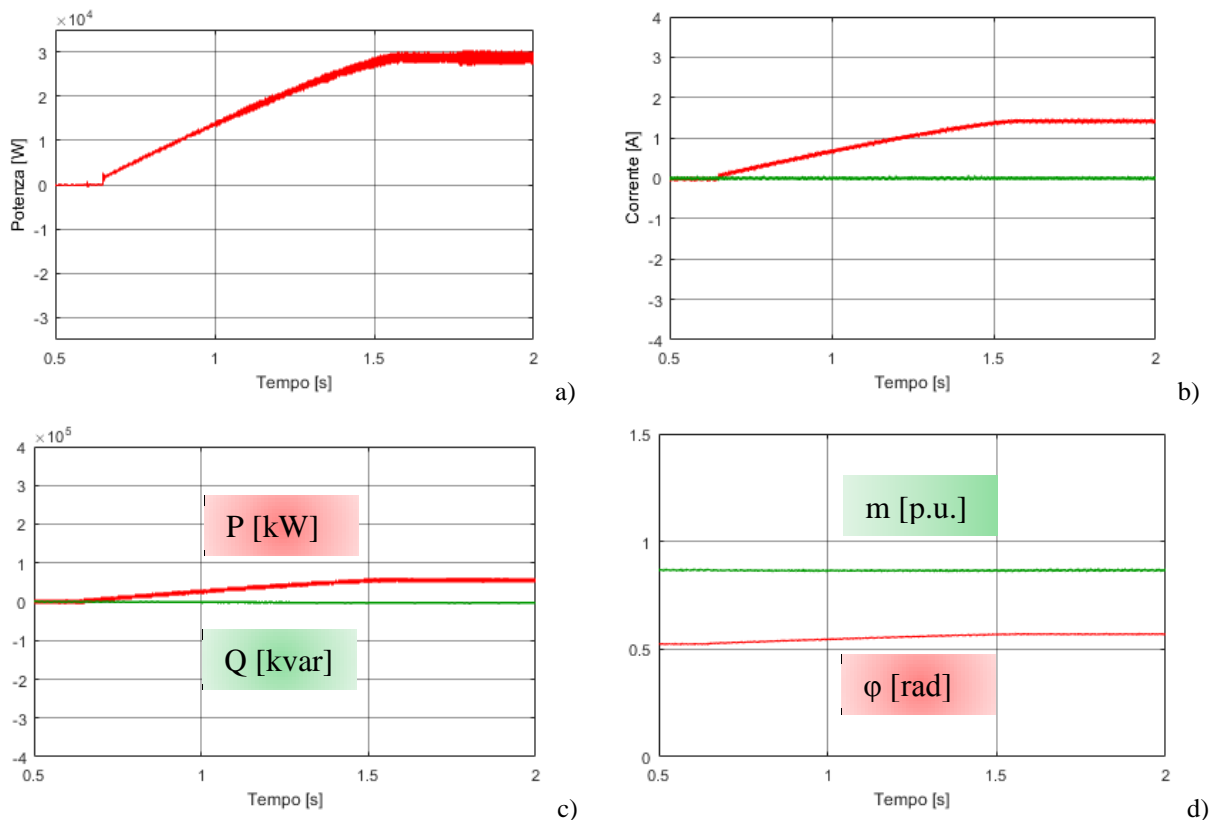 ×10⁴
Potenza [W]
3
2
1
0
-1
-2
-3
0.5 1 1.5 2
Tempo [s]
a)
Corrente [A]
4
3
2
1
0
-1
-2
-3
-4
0.5 1 1.5 2
Tempo [s]
b)
×10⁵
4
3
2
1
0
-1
-2
-3
-4
P [kW]
Q [kvar]
0.5 1 1.5 2
Tempo [s]
c)
1.5
1
0.5
0
m [p.u.]
φ [rad]
0.5 1 1.5 2
Tempo [s]
d)